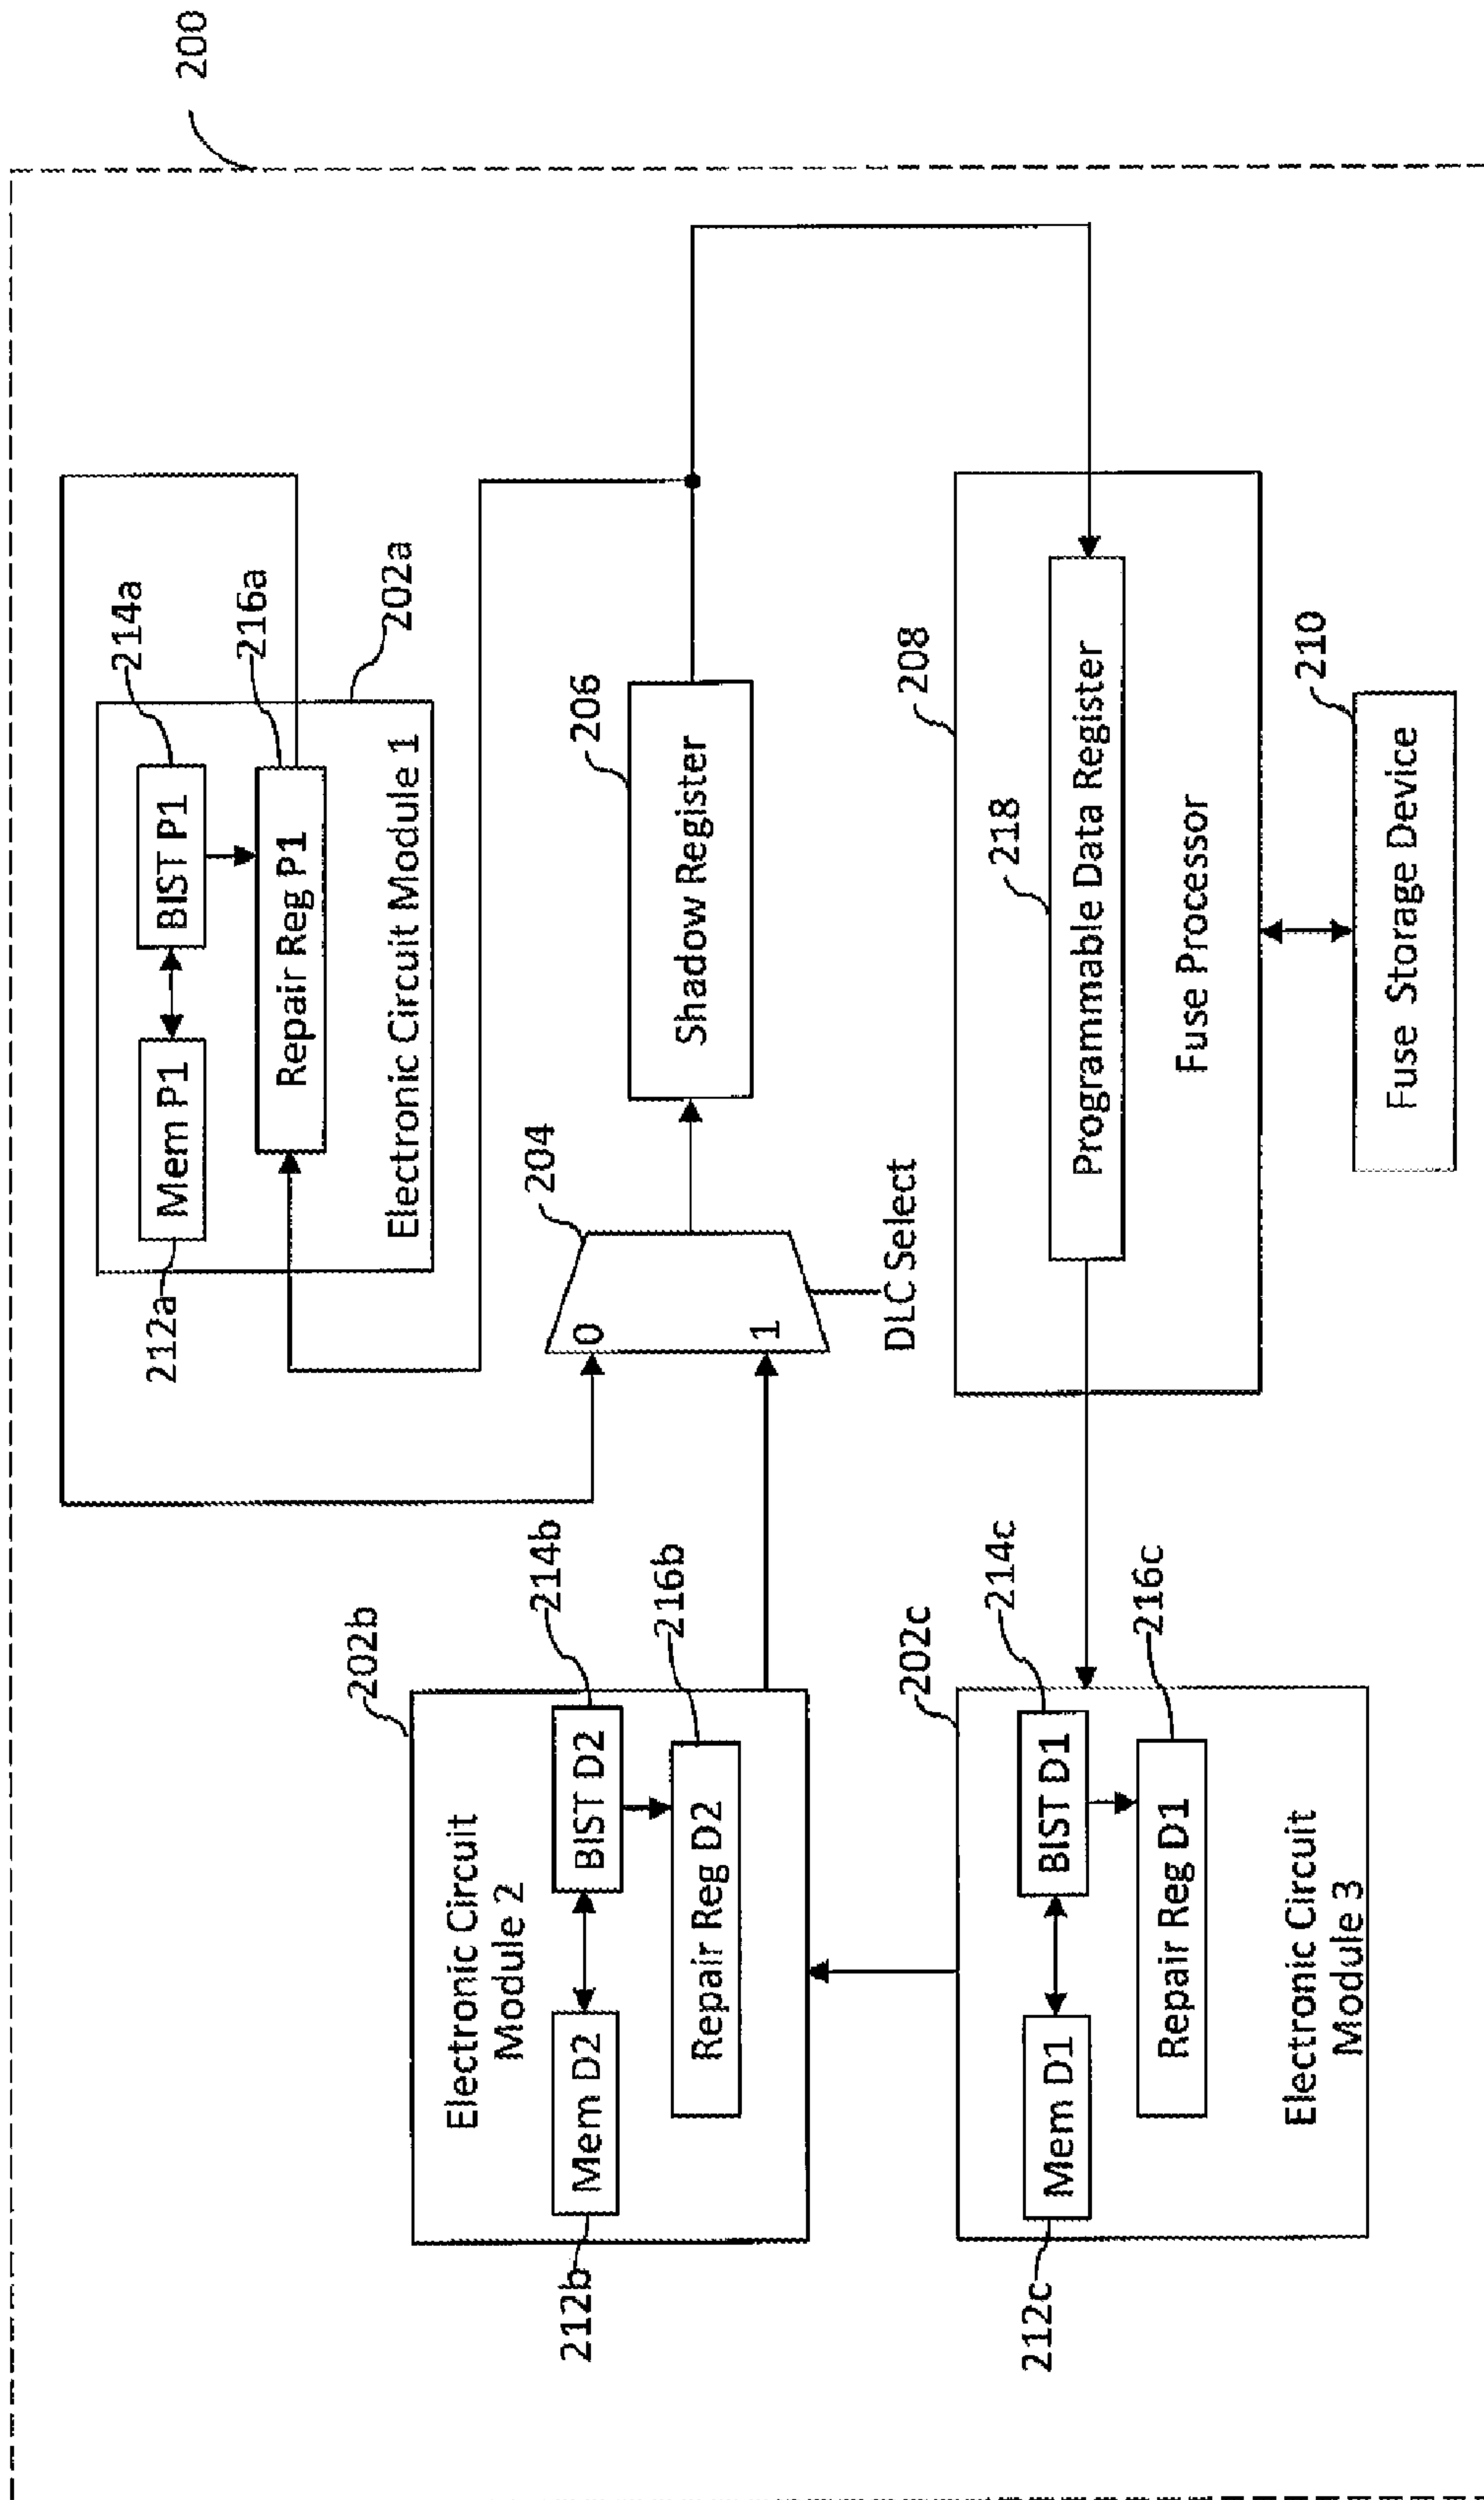 200
214a
216a
202a
212a
Mem P1
BIST P1
Repair Reg P1
Electronic Circuit Module 1
202b
214b
216b
212b
Electronic Circuit
Module 2
Mem D2
BIST D2
Repair Reg D2
0
1
204
DLC Select
206
Shadow Register
202c
214c
216c
212c
Mem D1
BIST D1
Repair Reg D1
Electronic Circuit
Module 3
208
218
Programmable Data Register
Fuse Processor
210
Fuse Storage Device